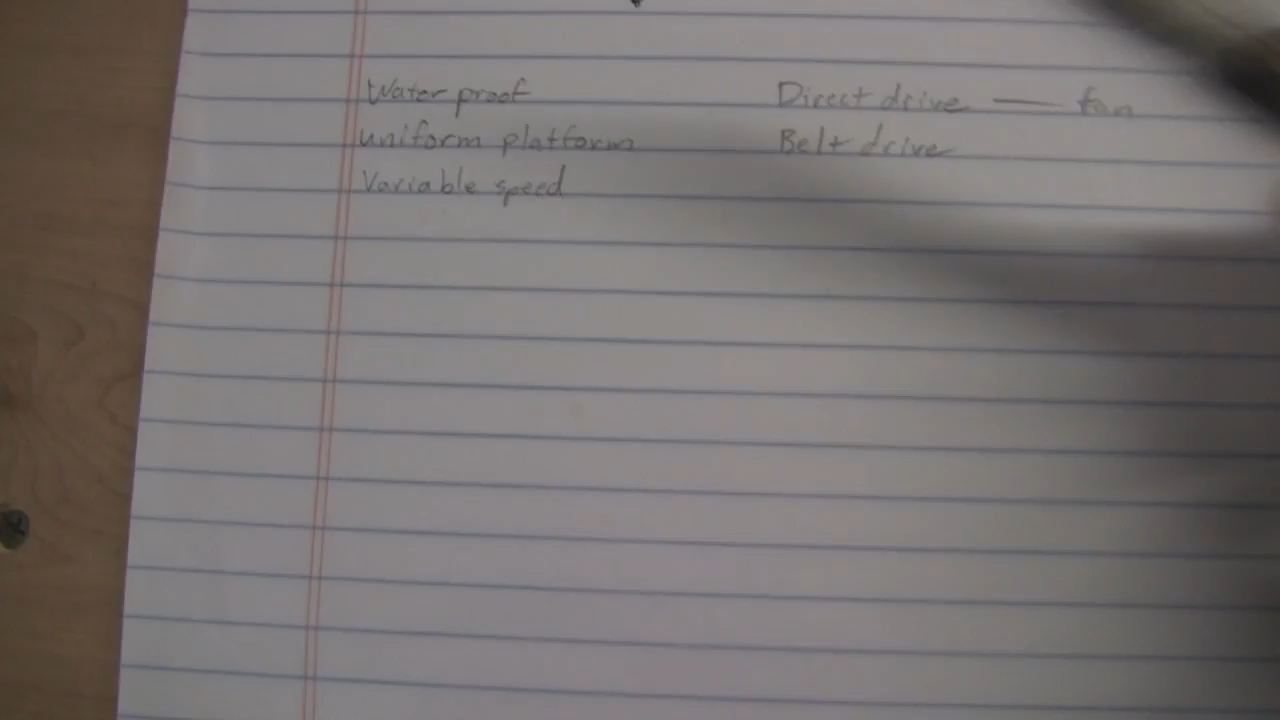 Water proof
uniform platform
Variable speed
Direct drive — fan
Belt drive